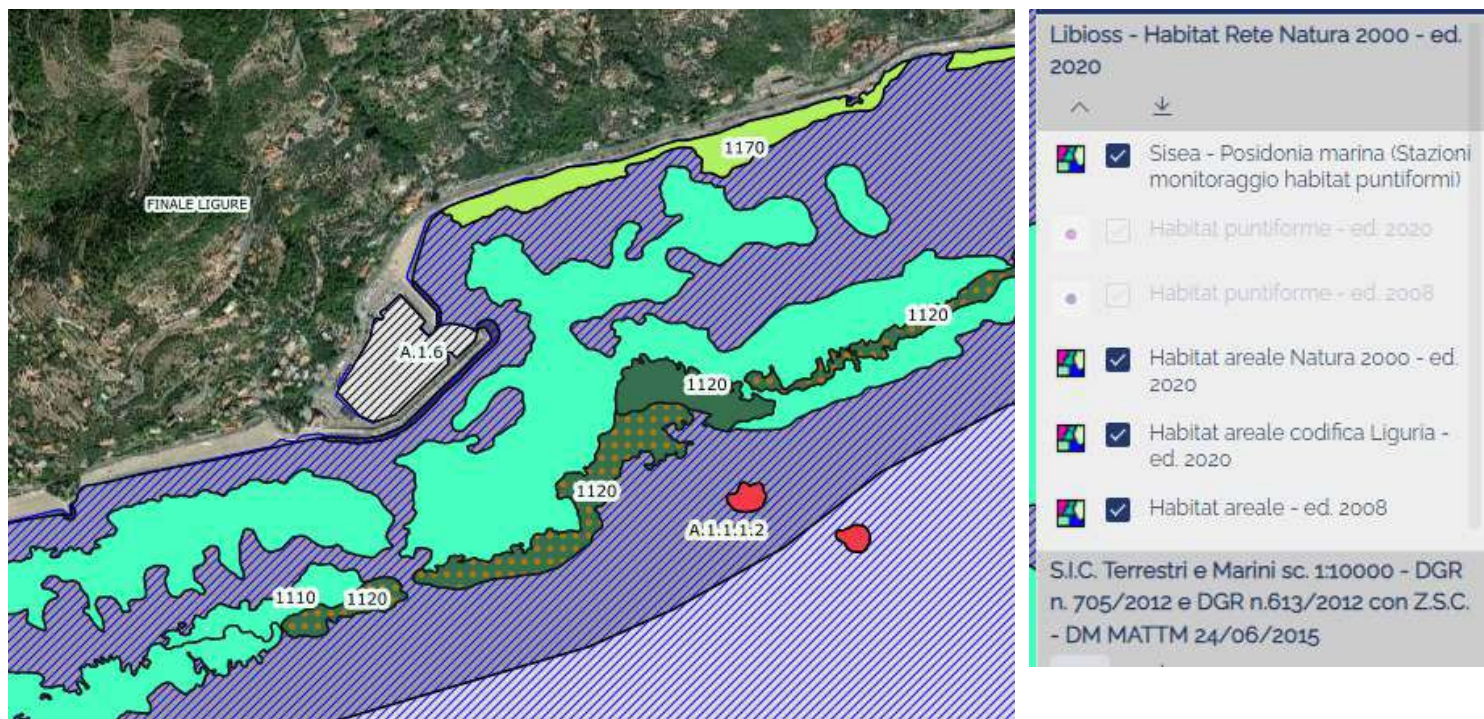 1170
FINALE LIGURE
A.1.6
1120
1120
1120
A.1.1.1.2
1110
1120
Libioss - Habitat Rete Natura 2000 - ed.
2020
Sisea - Posidonia marina (Stazioni
monitoraggio habitat puntiformi)
Habitat puntiforme - ed. 2020
Habitat puntiforme - ed. 2008
Habitat areale Natura 2000 - ed.
2020
Habitat areale codifica Liguria -
ed. 2020
Habitat areale - ed. 2008
S.I.C. Terrestri e Marini sc. 1:10000 - DGR
n. 705/2012 e DGR n.613/2012 con Z.S.C.
- DM MATTM 24/06/2015